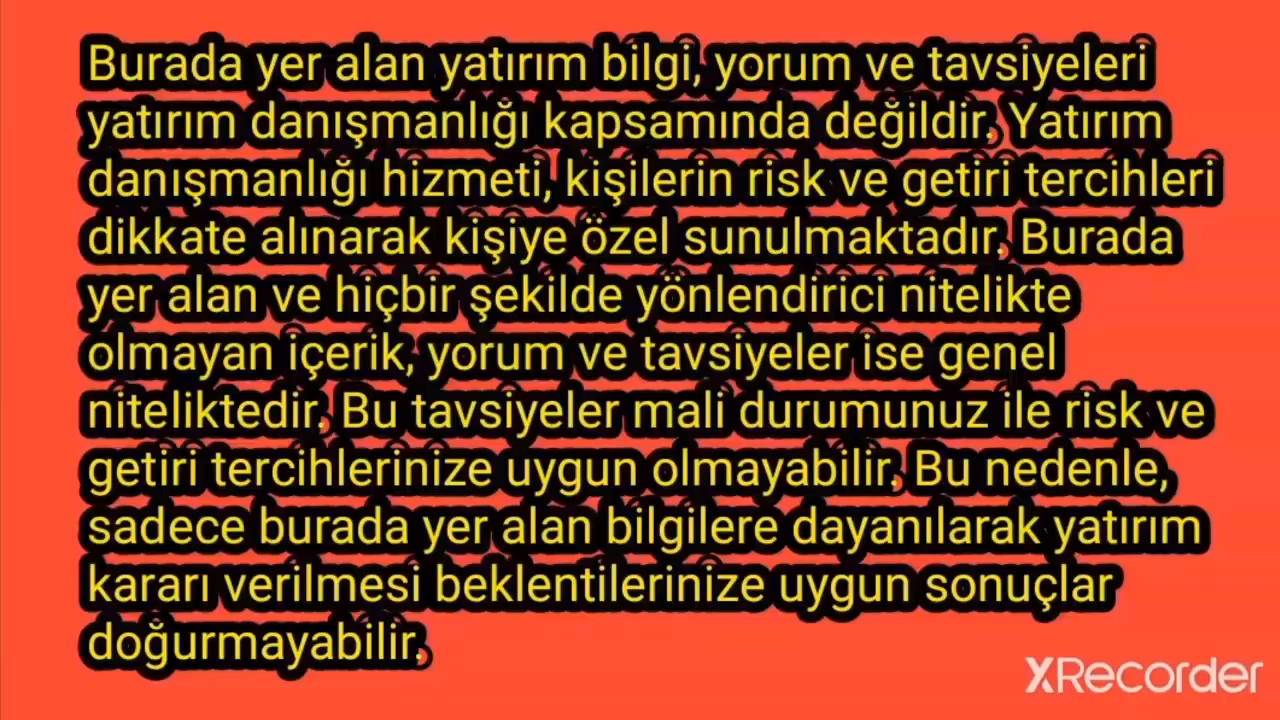 Burada yer alan yatırım bilgi, yorum ve tavsiyeleri
yatırım danışmanlığı kapsamında değildir. Yatırım
danışmanlığı hizmeti, kişilerin risk ve getiri tercihleri
dikkate alınarak kişiye özel sunulmaktadır. Burada
yer alan ve hiçbir şekilde yönlendirici nitelikte
olmayan içerik, yorum ve tavsiyeler ise genel
niteliktedir. Bu tavsiyeler mali durumunuz ile risk ve
getiri tercihlerinize uygun olmayabilir. Bu nedenle,
sadece burada yer alan bilgilere dayanılarak yatırım
kararı verilmesi beklentilerinize uygun sonuçlar
doğurmayabilir.
XRecorder